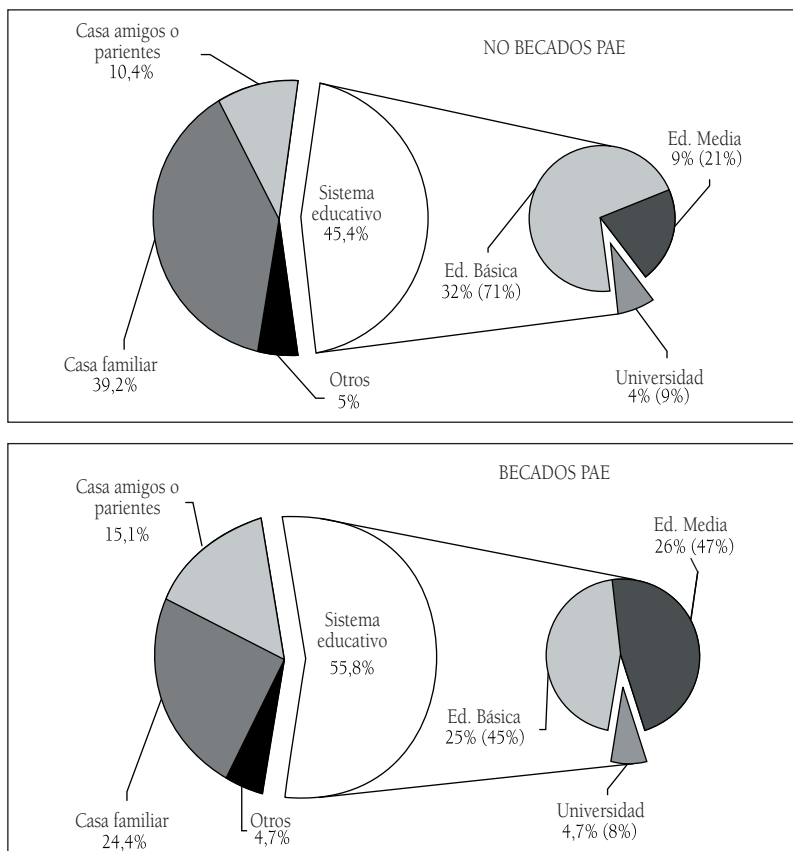 NO BECADOS PAE
Casa amigos o
parientes
10,4%
Sistema
educativo
45,4%
Ed. Media
9% (21%)
Ed. Básica
32% (71%)
Universidad
4% (9%)
Casa familiar
39,2%
Otros
5%
BECADOS PAE
Casa amigos o
parientes
15,1%
Sistema
educativo
55,8%
Ed. Media
26% (47%)
Ed. Básica
25% (45%)
Universidad
4,7% (8%)
Casa familiar
24,4%
Otros
4,7%